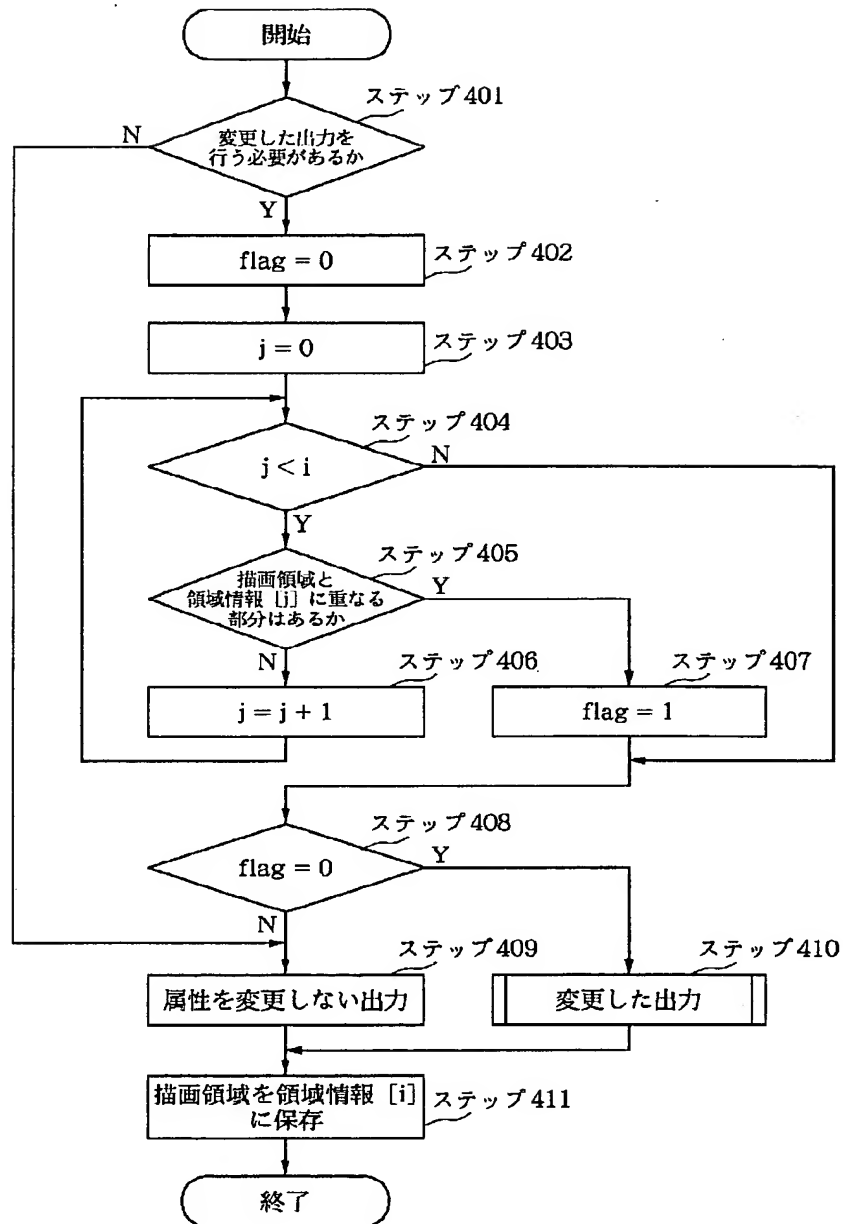 開始
ステップ401
変更した出力を
行う必要があるか
N
Y
flag = 0
ステップ402
j = 0
ステップ403
ステップ404
j < i
N
Y
ステップ405
描画領域と
領域情報 [j] に重なる
部分はあるか
Y
N
ステップ406
j = j + 1
ステップ407
flag = 1
ステップ408
flag = 0
Y
N
ステップ409
属性を変更しない出力
ステップ410
変更した出力
描画領域を領域情報 [i]
に保存
ステップ411
終了